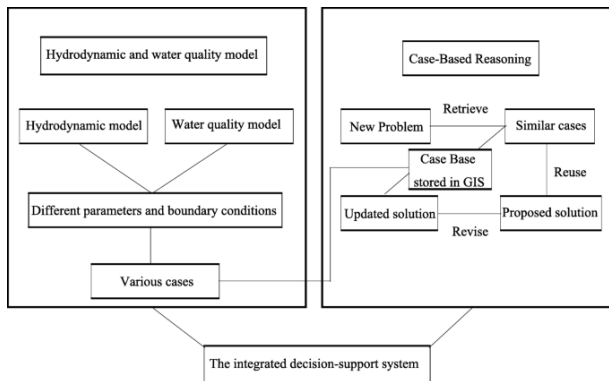 Hydrodynamic and water quality model
Hydrodynamic model
Water quality model
Different parameters and boundary conditions
Various cases
Case-Based Reasoning
New Problem
Retrieve
Similar cases
Case Base
stored in GIS
Reuse
Updated solution
Revise
Proposed solution
The integrated decision-support system